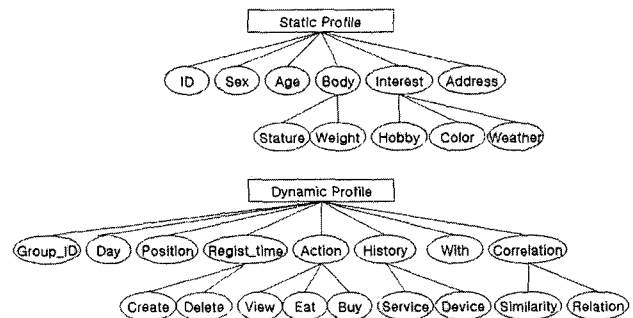 Static Profile
ID Sex Age Body Interest Address
Stature Weight Hobby Color Weather
Dynamic Profile
Group_ID Day Position Regist_time Action History With Correlation
Create Delete View Eat Buy Service Device Similarity Relation